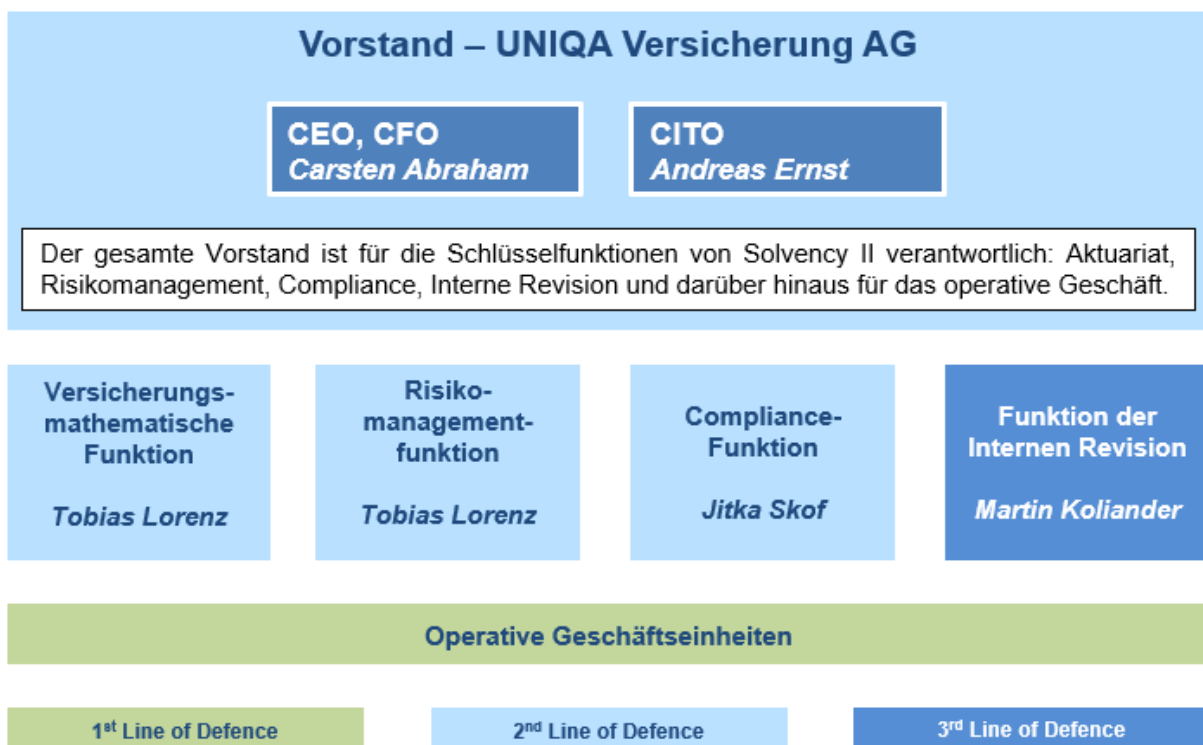 Vorstand – UNIQA Versicherung AG
CEO, CFO
Carsten Abraham
CITO
Andreas Ernst
Der gesamte Vorstand ist für die Schlüsselfunktionen von Solvency II verantwortlich: Aktuariat,
Risikomanagement, Compliance, Interne Revision und darüber hinaus für das operative Geschäft.
Versicherungs-
mathematische
Funktion
Tobias Lorenz
Risiko-
management-
funktion
Tobias Lorenz
Compliance-
Funktion
Jitka Skof
Funktion der
Internen Revision
Martin Koliander
Operative Geschäftseinheiten
1st Line of Defence
2nd Line of Defence
3rd Line of Defence